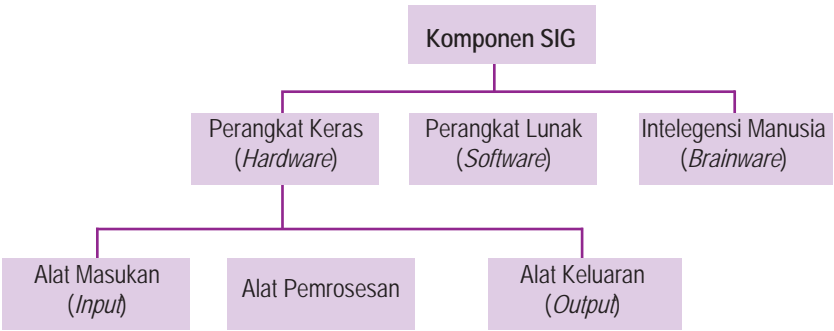 Komponen SIG
Perangkat Keras
(Hardware)
Perangkat Lunak
(Software)
Intelegensi Manusia
(Brainware)
Alat Masukan
(Input)
Alat Pemrosesan
Alat Keluaran
(Output)